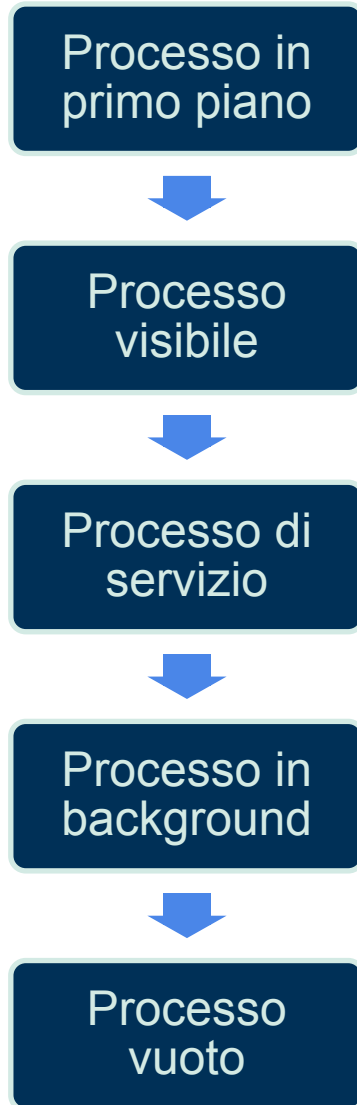 Processo in
primo piano
Processo
visibile
Processo di
servizio
Processo in
background
Processo
vuoto